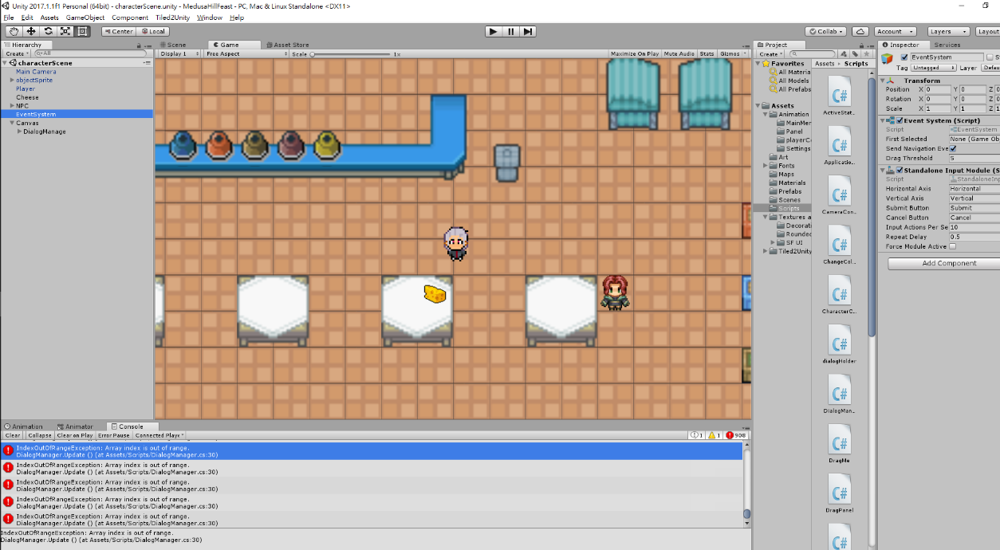 Unity 2017.1.1f1 Personal (64bit) - characterScene.unity - MedusaHillFeast - PC, Mac & Linux Standalone <DX11>
File Edit Assets GameObject Component Tiled2Unity Window Help
Center Local Collab Account Layers Layout
Hierarchy Scene Game Asset Store Project Inspector Services
Create All Display 1 Free Aspect Scale 1x Maximize On Play Mute Audio Stats Gizmos Create
characterScene
Main Camera
objectSprite
Player
Cheese
NPC
EventSystem
Canvas
DialogManage
Favorites
All Materia
All Models
All Prefabs
Assets
Animation
MainMer
Panel
playerCo
Settings
Art
Fonts
Maps
Materials
Prefabs
Scenes
Scripts
Textures a
Decorati
Rounded
SF UI
Tiled2Unity
Assets Scripts
C#
ActiveStat...
C#
Applicatio...
C#
CameraCon...
C#
ChangeCol...
C#
CharacterC...
C#
dialogHolder
C#
DialogMan...
C#
DragMe
C#
DragPanel
C#
EventSystem
Tag Untagged Layer Defau
Transform
Position X 0 Y 0 Z 0
Rotation X 0 Y 0 Z 0
Scale X 1 Y 1 Z 1
Event System (Script)
Script EventSystem
First Selected None (Game Ob
Send Navigation Eve
Drag Threshold 5
Standalone Input Module (S
Script StandaloneInp
Horizontal Axis Horizontal
Vertical Axis Vertical
Submit Button Submit
Cancel Button Cancel
Input Actions Per Se 10
Repeat Delay 0.5
Force Module Active
Add Component
Animation Animator Console
Clear Collapse Clear on Play Error Pause Connected Player 1 1 908
IndexOutOfRangeException: Array index is out of range.
DialogManager.Update () (at Assets/Scripts/DialogManager.cs:30)
IndexOutOfRangeException: Array index is out of range.
DialogManager.Update () (at Assets/Scripts/DialogManager.cs:30)
IndexOutOfRangeException: Array index is out of range.
DialogManager.Update () (at Assets/Scripts/DialogManager.cs:30)
IndexOutOfRangeException: Array index is out of range.
DialogManager.Update () (at Assets/Scripts/DialogManager.cs:30)
IndexOutOfRangeException: Array index is out of range.
DialogManager.Update () (at Assets/Scripts/DialogManager.cs:30)
IndexOutOfRangeException: Array index is out of range.
DialogManager.Update () (at Assets/Scripts/DialogManager.cs:30)